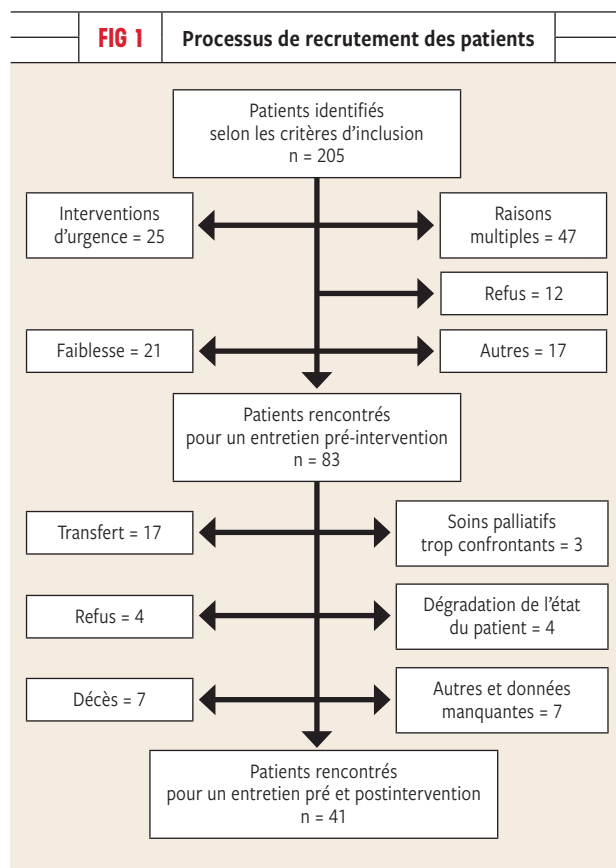 FIG 1 Processus de recrutement des patients
Patients identifiés
selon les critères d'inclusion
n = 205
Interventions
d'urgence = 25
Raisons
multiples = 47
Refus = 12
Faiblesse = 21
Autres = 17
Patients rencontrés
pour un entretien pré-intervention
n = 83
Transfert = 17
Soins palliatifs
trop confrontants = 3
Refus = 4
Dégradation de l'état
du patient = 4
Décès = 7
Autres et données
manquantes = 7
Patients rencontrés
pour un entretien pré et postintervention
n = 41